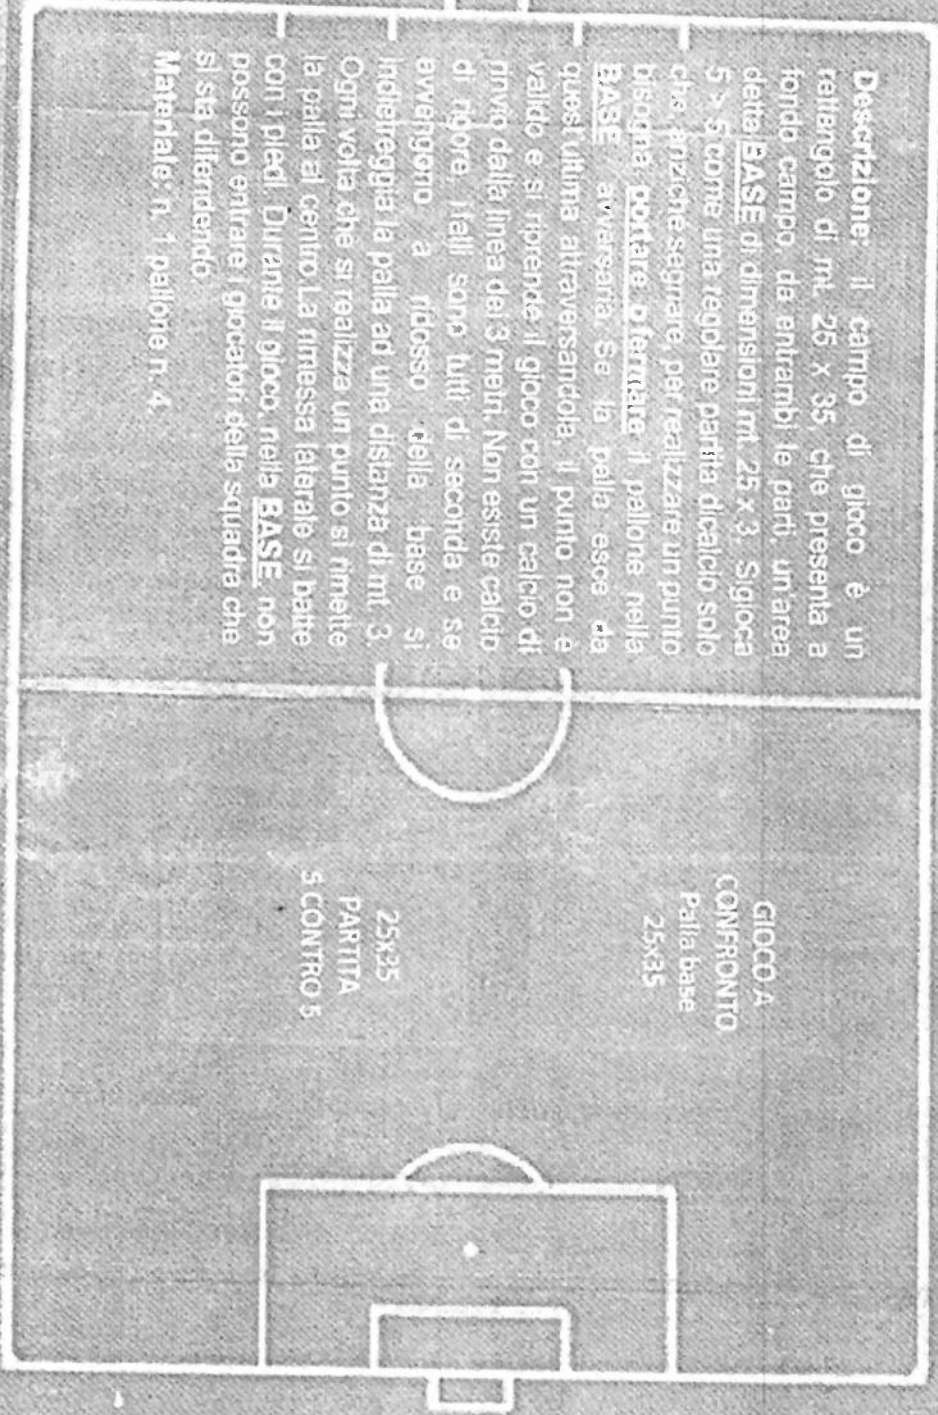 Descrizione: il campo di gioco è un
rettangolo di mt. 25 x 35, che presenta a
fondo campo, da entrambi le parti, un'area
detta BASE di dimensioni mt. 25 x 3. Si gioca
5 > 5 come una regolare partita di calcio solo
che, anziché segnare, per realizzare un punto
bisogna portare o fermare il pallone nella
BASE avversaria. Se la palla esce da
quest'ultima attraversandola, il punto non è
valido e si riprende il gioco con un calcio di
rinvio dalla linea dei 3 metri. Non esiste calcio
di rigore, i falli sono tutti di seconda e se
avvengono a ridosso della base si
indietreggia la palla ad una distanza di mt. 3.
Ogni volta che si realizza un punto si rimette
la palla al centro. La rimessa laterale si batte
con i piedi. Durante il gioco, nella BASE, non
possono entrare i giocatori della squadra che
si sta difendendo.
Materiale: n. 1 pallone n. 4.
GIOCO A
CONFRONTO
Palla base
25x35
25x35
PARTITA
5 CONTRO 5